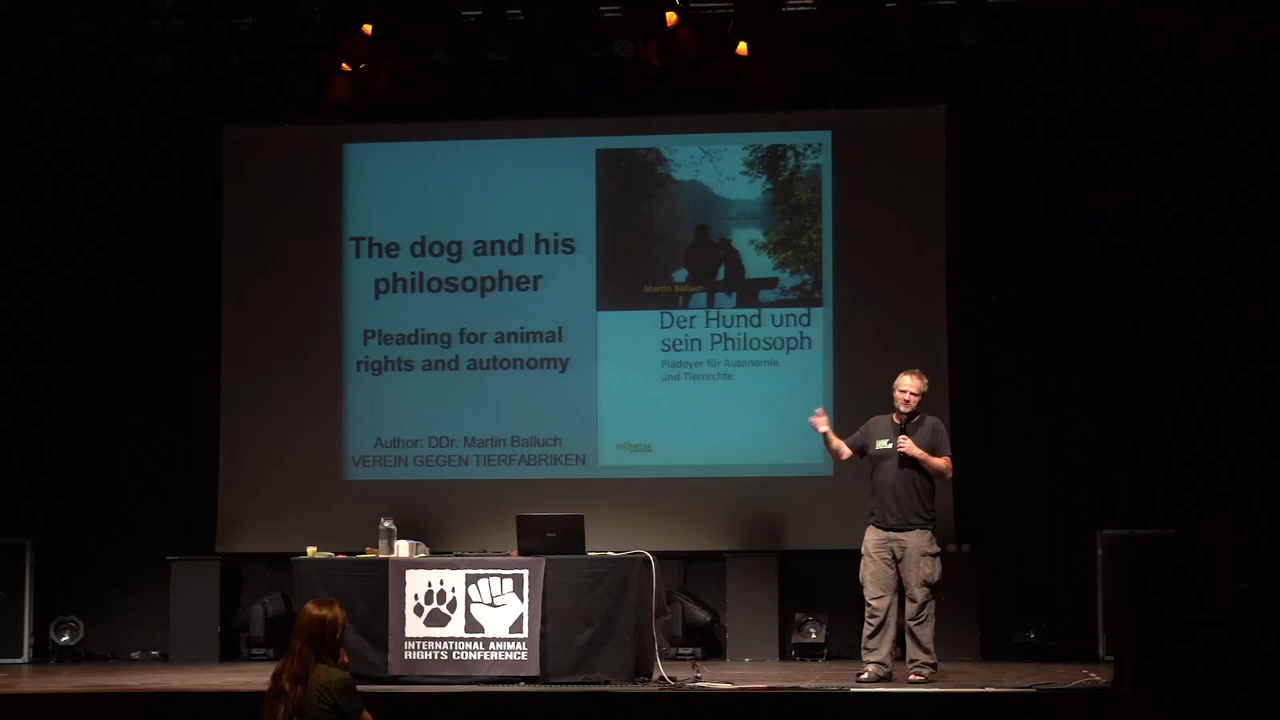 The dog and his
philosopher
Pleading for animal
rights and autonomy
Author: DDr. Martin Balluch
VEREIN GEGEN TIERFABRIKEN
Martin Balluch
Der Hund und
sein Philosoph
Plädoyer für Autonomie
und Tierrechte
INTERNATIONAL ANIMAL
RIGHTS CONFERENCE